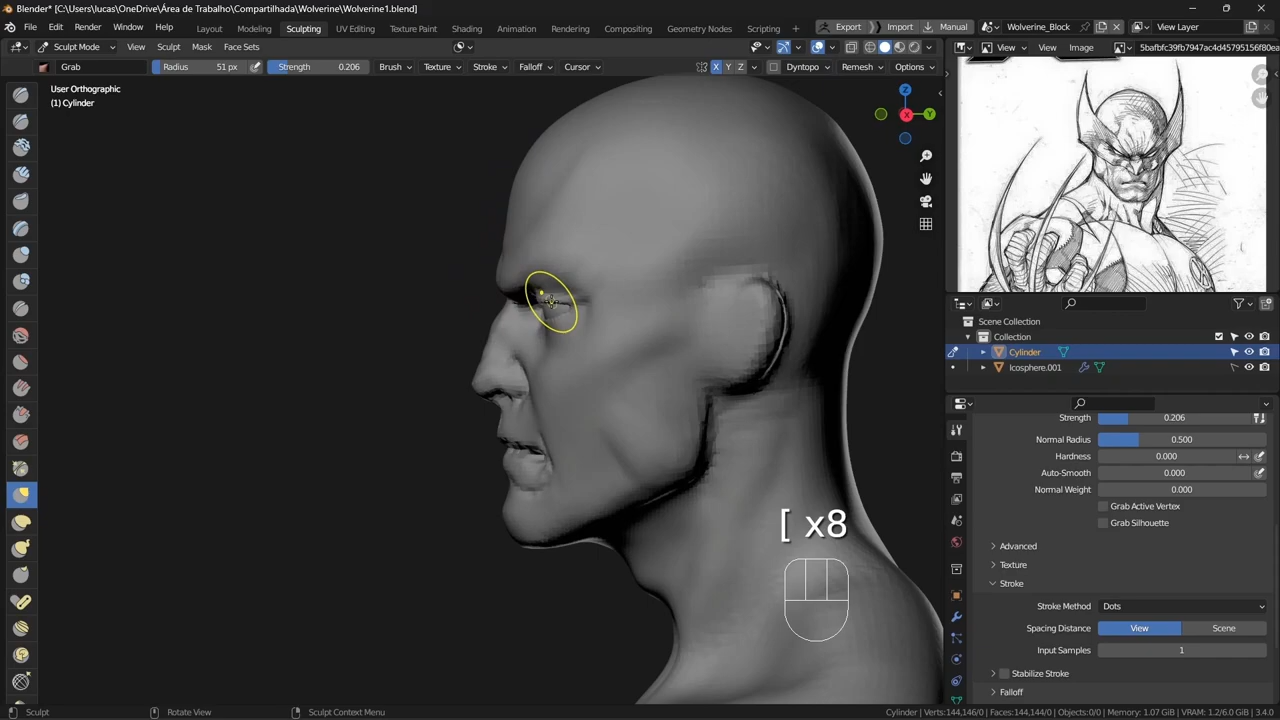 Blender* [C:\Users\lucas\OneDrive\Área de Trabalho\Compartilhada\Wolverine\Wolverine1.blend]
File Edit Render Window Help Layout Modeling Sculpting UV Editing Texture Paint Shading Animation Rendering Compositing Geometry Nodes Scripting Export Import Manual Wolverine_Block View Layer
Sculpt Mode View Sculpt Mask Face Sets View View Image 5bafbfc39fb7947ac4d45795156f80ea
Grab Radius 51 px Strength 0.206 Brush Texture Stroke Falloff Cursor X Y Z Dyntopo Remesh Options
User Orthographic
(1) Cylinder
Z
Y
X
[ x8
Scene Collection
Collection
Cylinder
Icosphere.001
Strength 0.206
Normal Radius 0.500
Hardness 0.000
Auto-Smooth 0.000
Normal Weight 0.000
Grab Active Vertex
Grab Silhouette
Advanced
Texture
Stroke
Stroke Method Dots
Spacing Distance View Scene
Input Samples 1
Stabilize Stroke
Falloff
Sculpt Rotate View Sculpt Context Menu Cylinder | Verts:144,146/0 | Faces:144,144/0 | Objects:0/0 | Memory: 1.07 GiB | VRAM: 1.2/6.0 GiB | 3.4.0